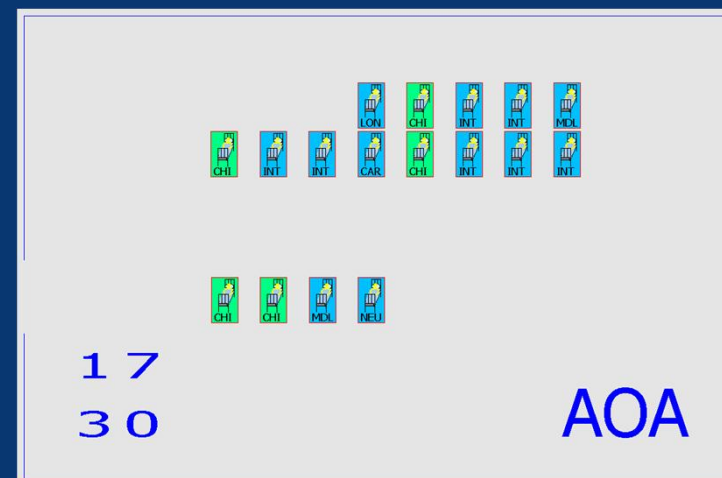 LON CHI INT INT MDL
CHI INT INT CAR CHI INT INT INT
CHI CHI MDL NEU
17
30
AOA